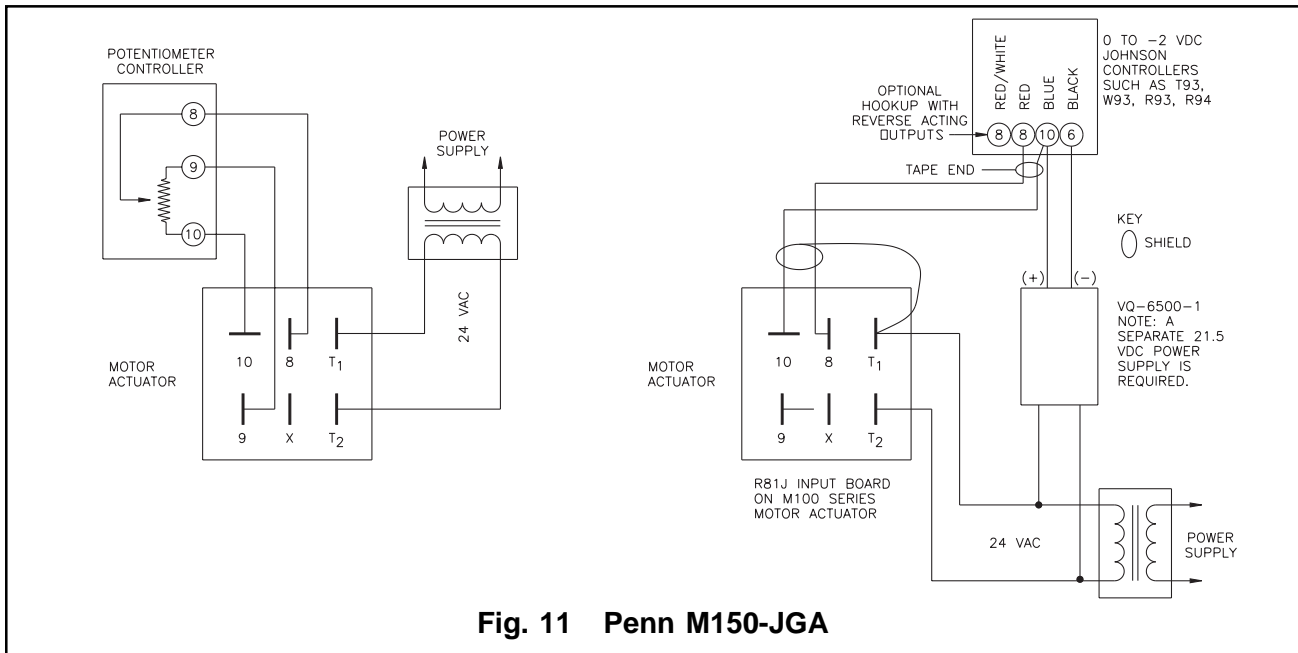 POTENTIOMETER
CONTROLLER
8
9
10
POWER
SUPPLY
24 VAC
MOTOR
ACTUATOR
10 8 T1
9 X T2
0 TO -2 VDC
JOHNSON
CONTROLLERS
SUCH AS T93,
W93, R93, R94
RED/WHITE
RED
BLUE
BLACK
OPTIONAL
HOOKUP WITH
REVERSE ACTING
OUTPUTS
8 8 10 6
TAPE END
KEY
SHIELD
(+) (-)
VQ-6500-1
NOTE: A
SEPARATE 21.5
VDC POWER
SUPPLY IS
REQUIRED.
MOTOR
ACTUATOR
10 8 T1
9 X T2
R81J INPUT BOARD
ON M100 SERIES
MOTOR ACTUATOR
24 VAC
POWER
SUPPLY
Fig. 11 Penn M150-JGA